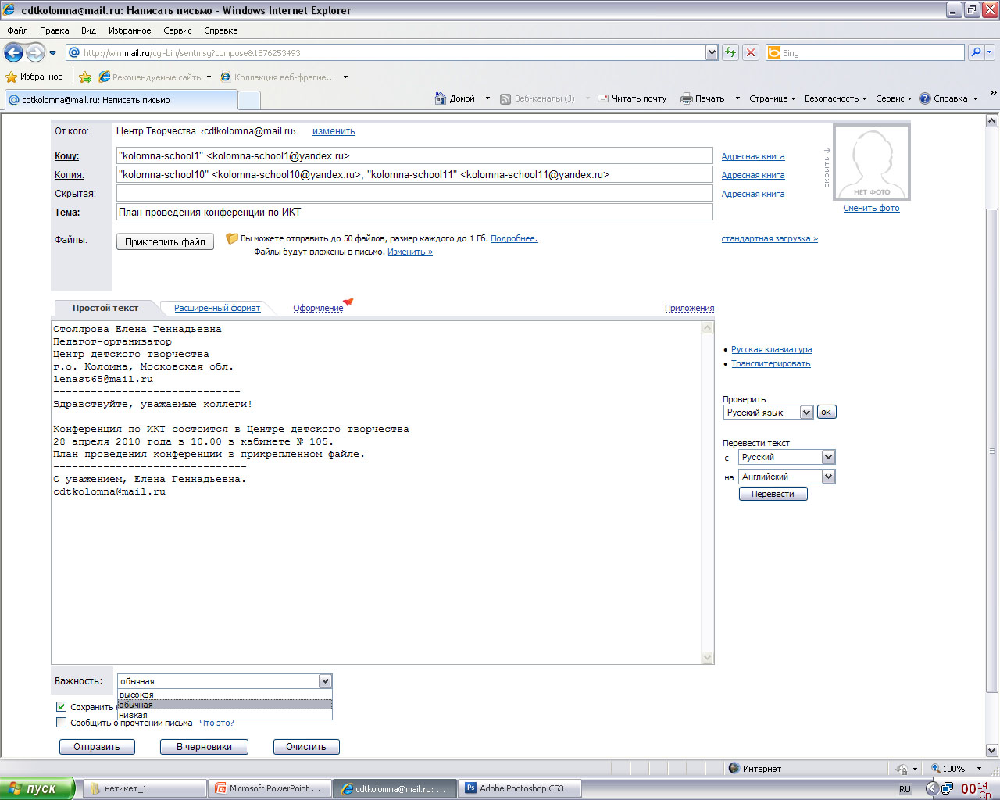 cdtkolomna@mail.ru: Написать письмо - Windows Internet Explorer
Файл Правка Вид Избранное Сервис Справка
http://win.mail.ru/cgi-bin/sentmsg?compose&1876253493
Bing
Избранное Рекомендуемые сайты Коллекция веб-фрагме...
cdtkolomna@mail.ru: Написать письмо
Домой Веб-каналы (J) Читать почту Печать Страница Безопасность Сервис Справка »
От кого: Центр Творчества ‹cdtkolomna@mail.ru› изменить
Кому: "kolomna-school1" <kolomna-school1@yandex.ru> Адресная книга
Копия: "kolomna-school10" <kolomna-school10@yandex.ru>, "kolomna-school11" <kolomna-school11@yandex.ru> Адресная книга
Скрытая: Адресная книга
Тема: План проведения конференции по ИКТ
скрыть →
НЕТ ФОТО
Сменить фото
Файлы: Прикрепить файл Вы можете отправить до 50 файлов, размер каждого до 1 Гб. Подробнее. стандартная загрузка »
Файлы будут вложены в письмо. Изменить »
Простой текст Расширенный формат Оформление Приложения
Столярова Елена Геннадьевна
Педагог-организатор
Центр детского творчества
г.о. Коломна, Московская обл.
lenast65@mail.ru
------------------------------
Здравствуйте, уважаемые коллеги!
Конференция по ИКТ состоится в Центре детского творчества
28 апреля 2010 года в 10.00 в кабинете № 105.
План проведения конференции в прикрепленном файле.
-------------------------------
С уважением, Елена Геннадьевна.
cdtkolomna@mail.ru
• Русская клавиатура
• Транслитерировать
Проверить
Русский язык ок
Перевести текст
с Русский
на Английский
Перевести
Важность: обычная
высокая
обычная
низкая
Сохранить
Сообщить о прочтении письма Что это?
Отправить В черновики Очистить
Интернет 100%
пуск нетикет_1 Microsoft PowerPoint ... cdtkolomna@mail.ru: ... Adobe Photoshop CS3 RU 00 14 Ср